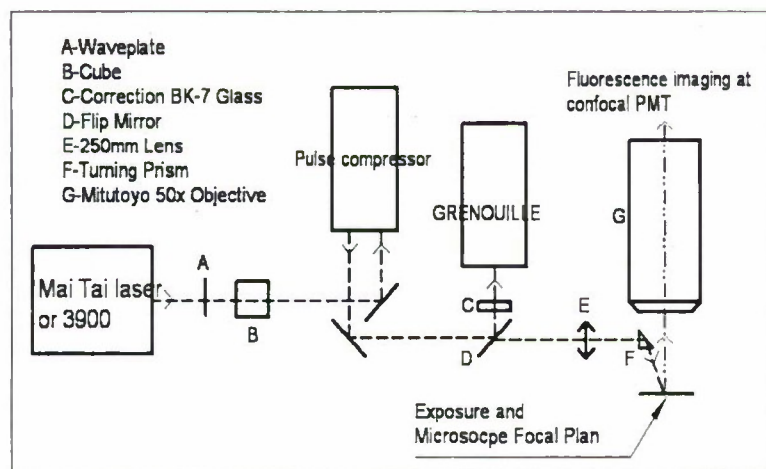 A-Waveplate
B-Cube
C-Correction BK-7 Glass
D-Flip Mirror
E-250mm Lens
F-Turning Prism
G-Mitutoyo 50x Objective
Pulse compressor
GRENOUILLE
Fluorescence imaging at
confocal PMT
G
Mai Tai laser
or 3900
A
B
C
D
E
F
Exposure and
Microsocpe Focal Plan